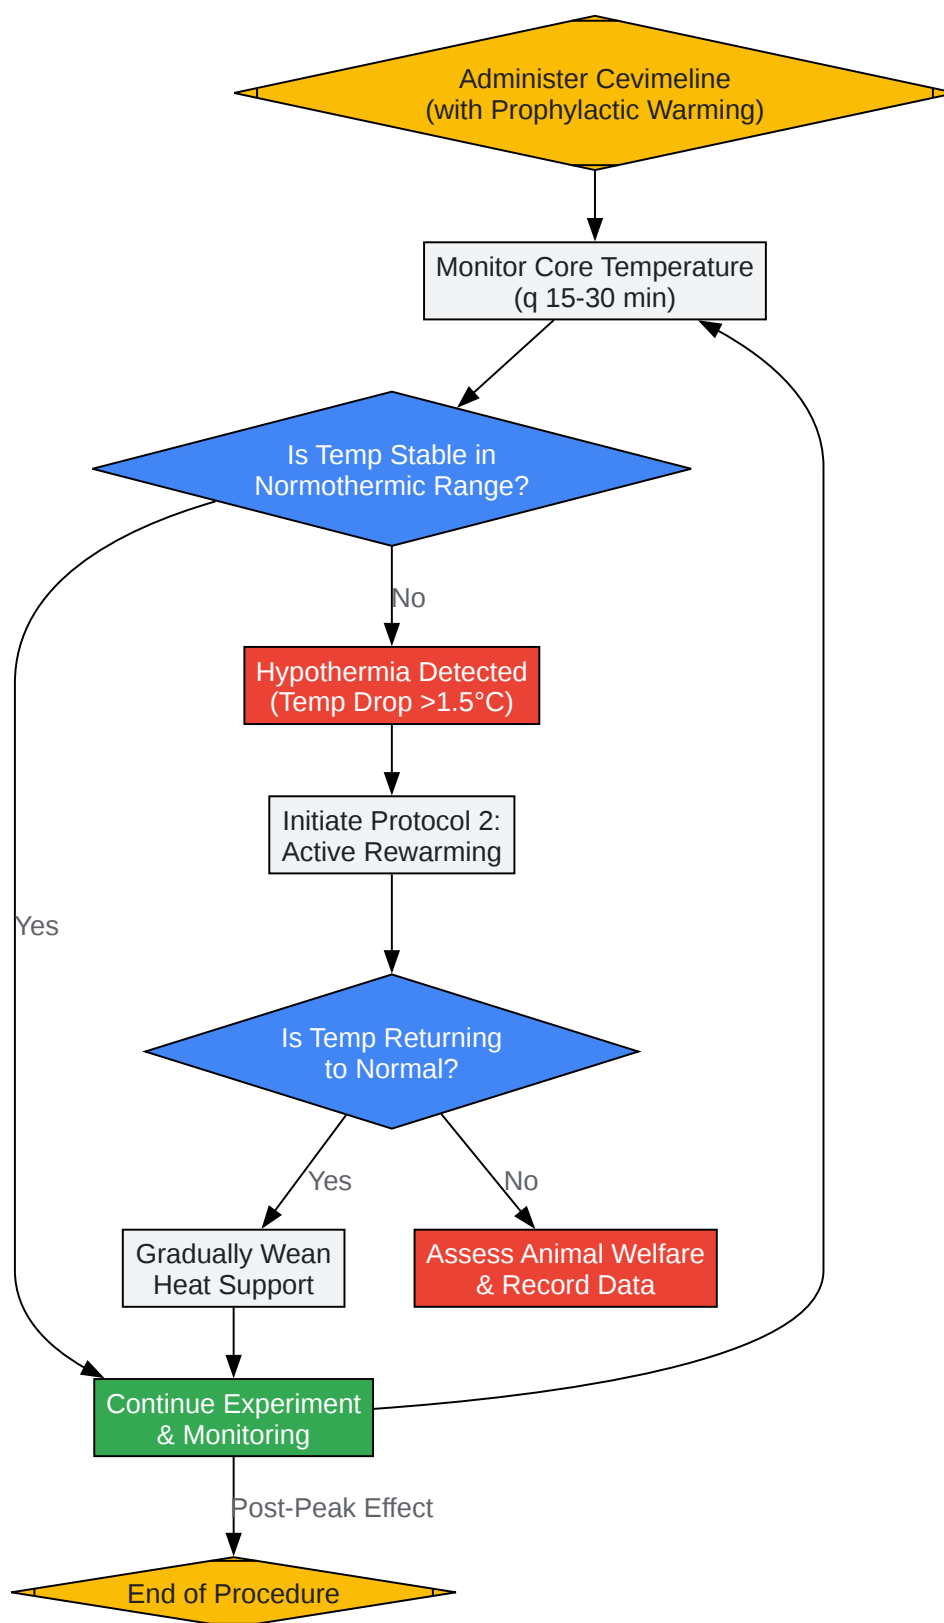 Administer Cevimeline
(with Prophylactic Warming)
Monitor Core Temperature
(q 15-30 min)
Is Temp Stable in
Normothermic Range?
No
Hypothermia Detected
(Temp Drop >1.5°C)
Initiate Protocol 2:
Active Rewarming
Yes
Is Temp Returning
to Normal?
Yes
No
Gradually Wean
Heat Support
Assess Animal Welfare
& Record Data
Continue Experiment
& Monitoring
Post-Peak Effect
End of Procedure